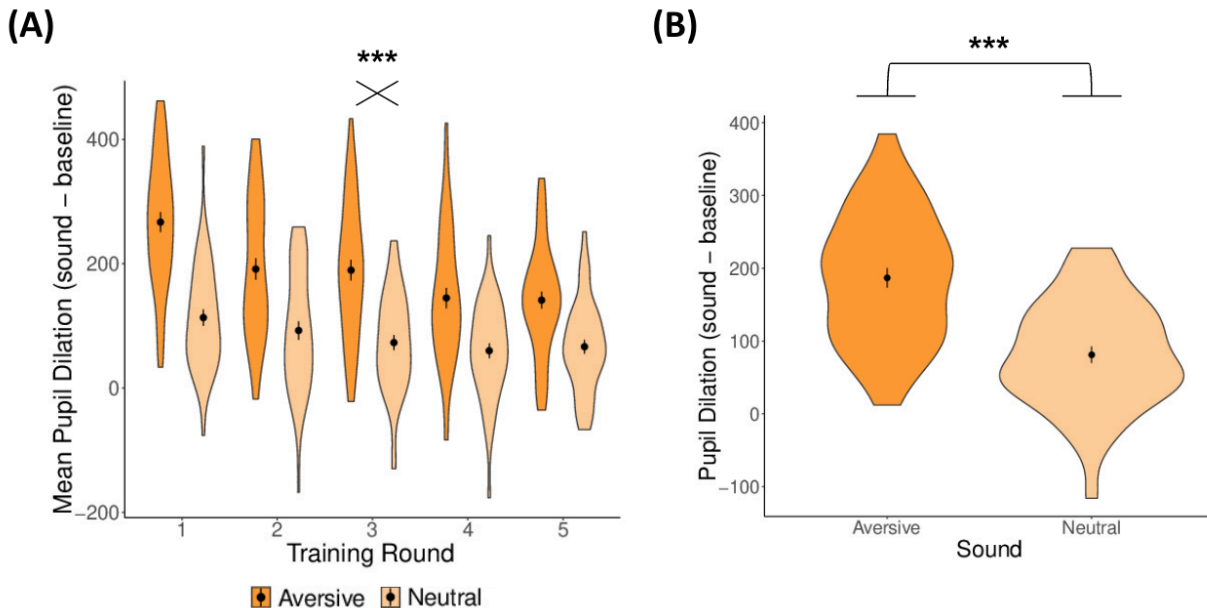 (A)
***
Mean Pupil Dilation (sound – baseline)
400
200
0
−200
1 2 3 4 5
Training Round
Aversive Neutral
(B)
***
Pupil Dilation (sound – baseline)
400
300
200
100
0
−100
Aversive Neutral
Sound